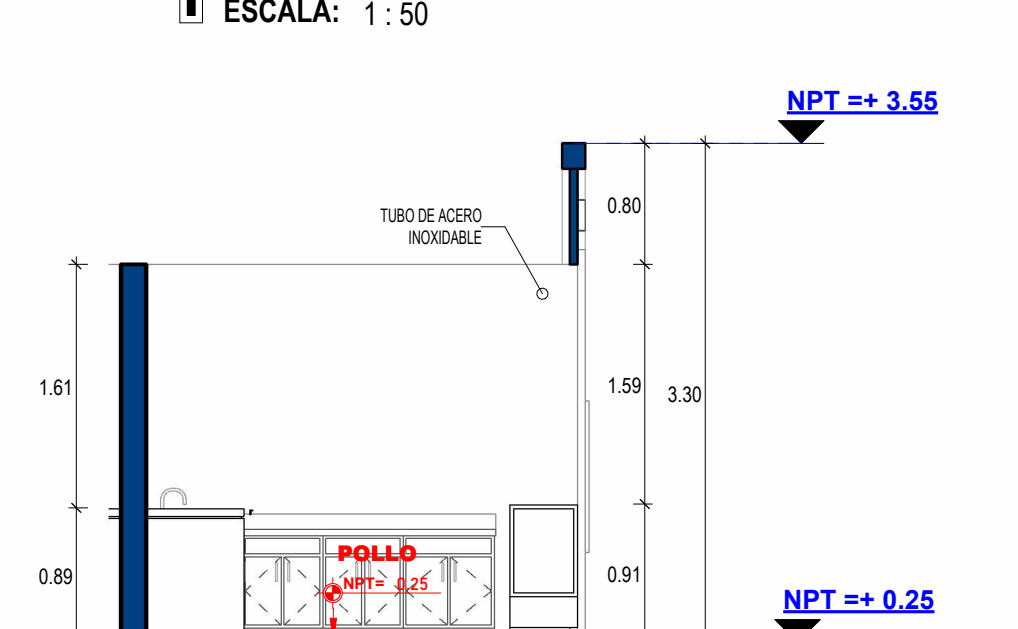 ESCALA: 1 : 50
NPT =+ 3.55
0.80
TUBO DE ACERO
INOXIDABLE
1.61
1.59
3.30
POLLO
NPT= 0.25
0.89
0.91
NPT =+ 0.25